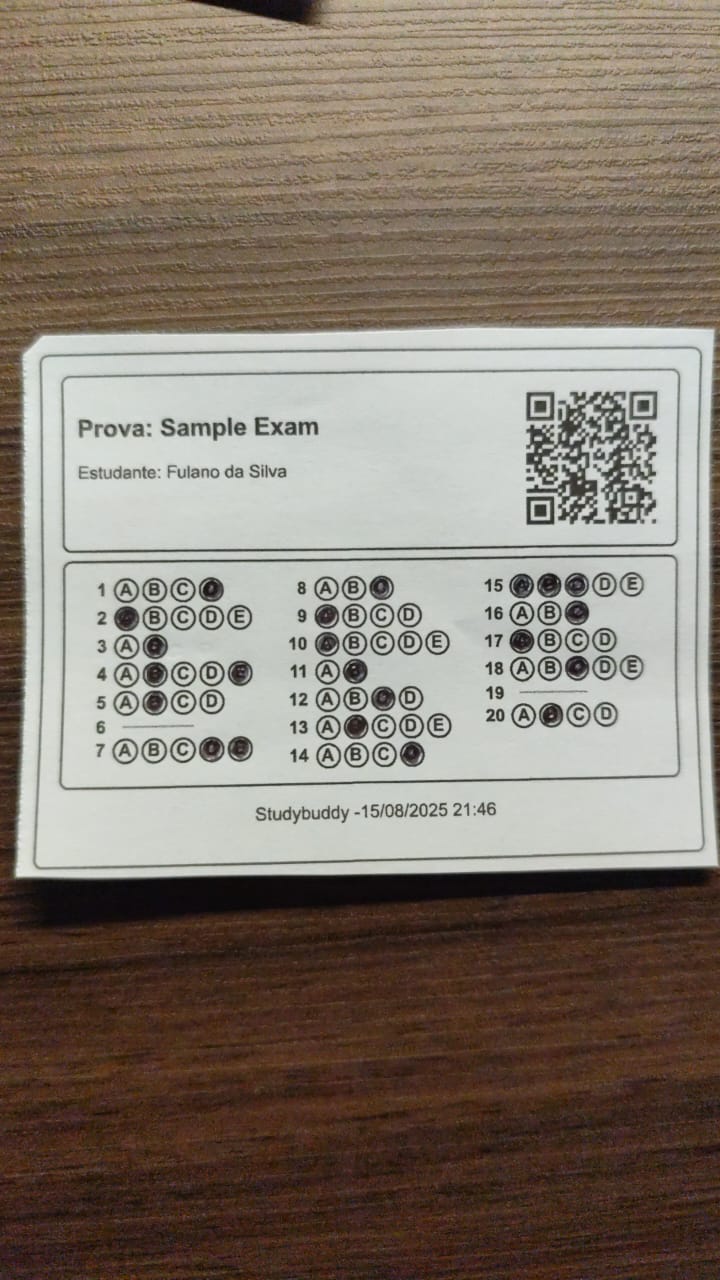 Prova: Sample Exam
Estudante: Fulano da Silva
1 A B C D
2 A B C D E
3 A B
4 A B C D E
5 A B C D
6
7 A B C D E
8 A B C
9 A B C D
10 A B C D E
11 A B
12 A B C D
13 A B C D E
14 A B C D
15 A B C D E
16 A B C
17 A B C D
18 A B C D E
19
20 A B C D
Studybuddy -15/08/2025 21:46